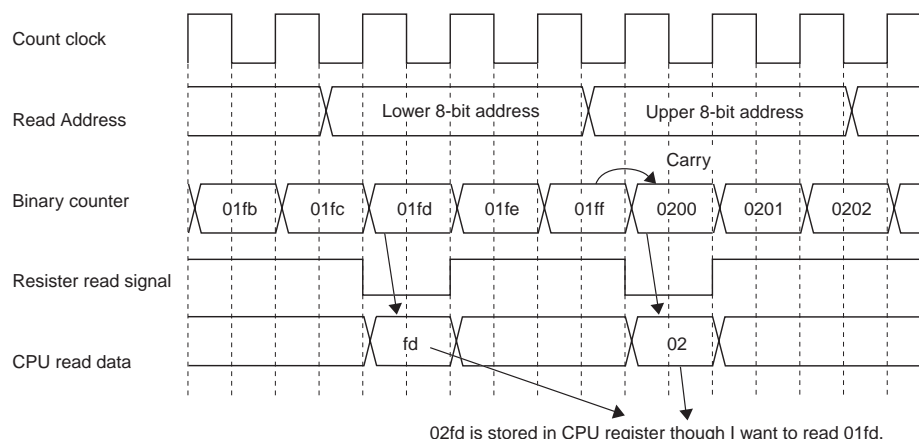 Count clock
Read Address
Lower 8-bit address
Upper 8-bit address
Carry
Binary counter
01fb
01fc
01fd
01fe
01ff
0200
0201
0202
Resister read signal
CPU read data
fd
02
02fd is stored in CPU register though I want to read 01fd.